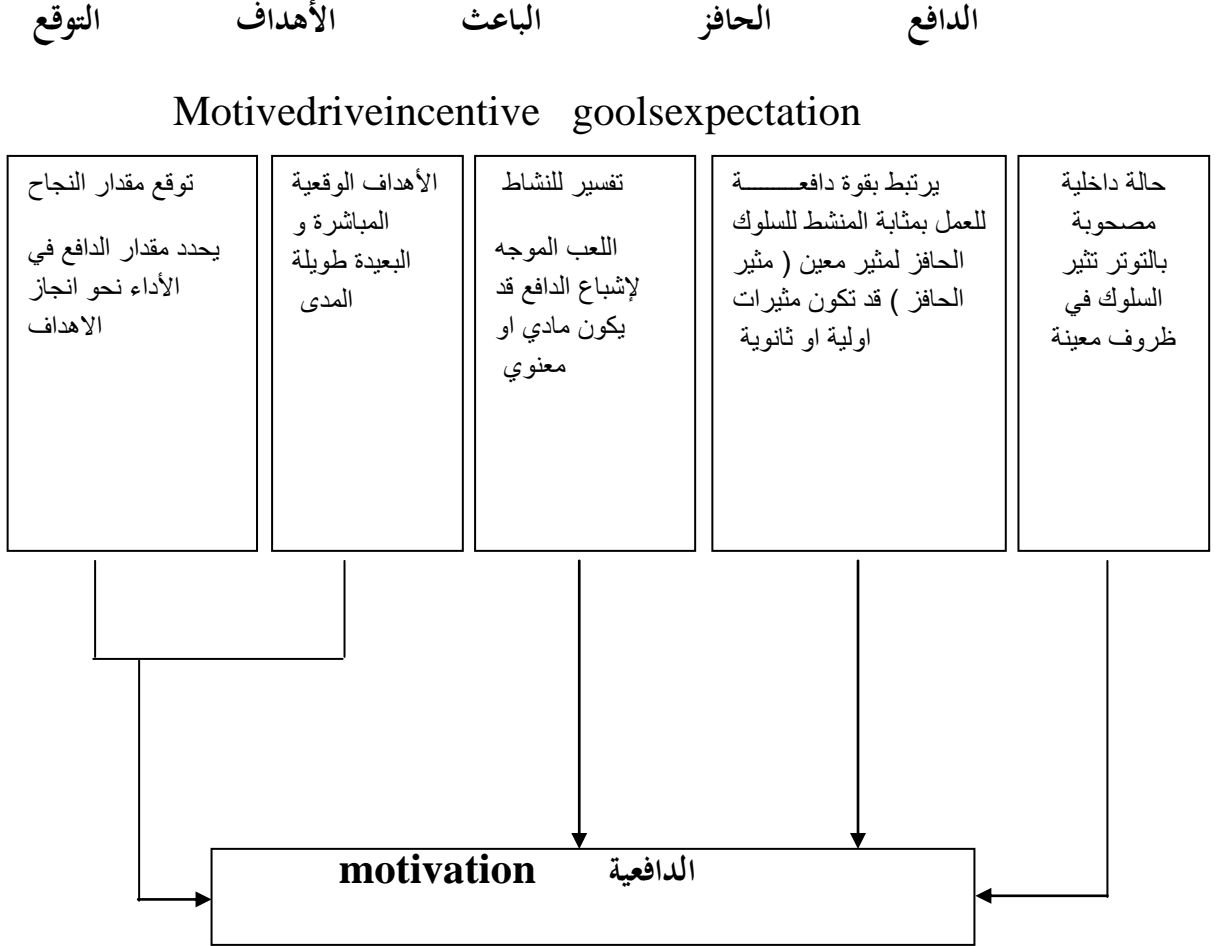 الدافع الحافز الباعث الأهداف التوقع
Motivedriveincentive goolsexpectation
حالة داخلية
مصحوبة
بالتوتر تثير
السلوك في
ظروف معينة
يرتبط بقوة دافعـــــــــة
للعمل بمثابة المنشط للسلوك
الحافز لمثير معين ( مثير
الحافز ) قد تكون مثيرات
اولية او ثانوية
تفسير للنشاط
اللعب الموجه
لإشباع الدافع قد
يكون مادي او
معنوي
الأهداف الوقعية
المباشرة و
البعيدة طويلة
المدى
توقع مقدار النجاح
يحدد مقدار الدافع في
الأداء نحو انجاز
الاهداف
الدافعية motivation